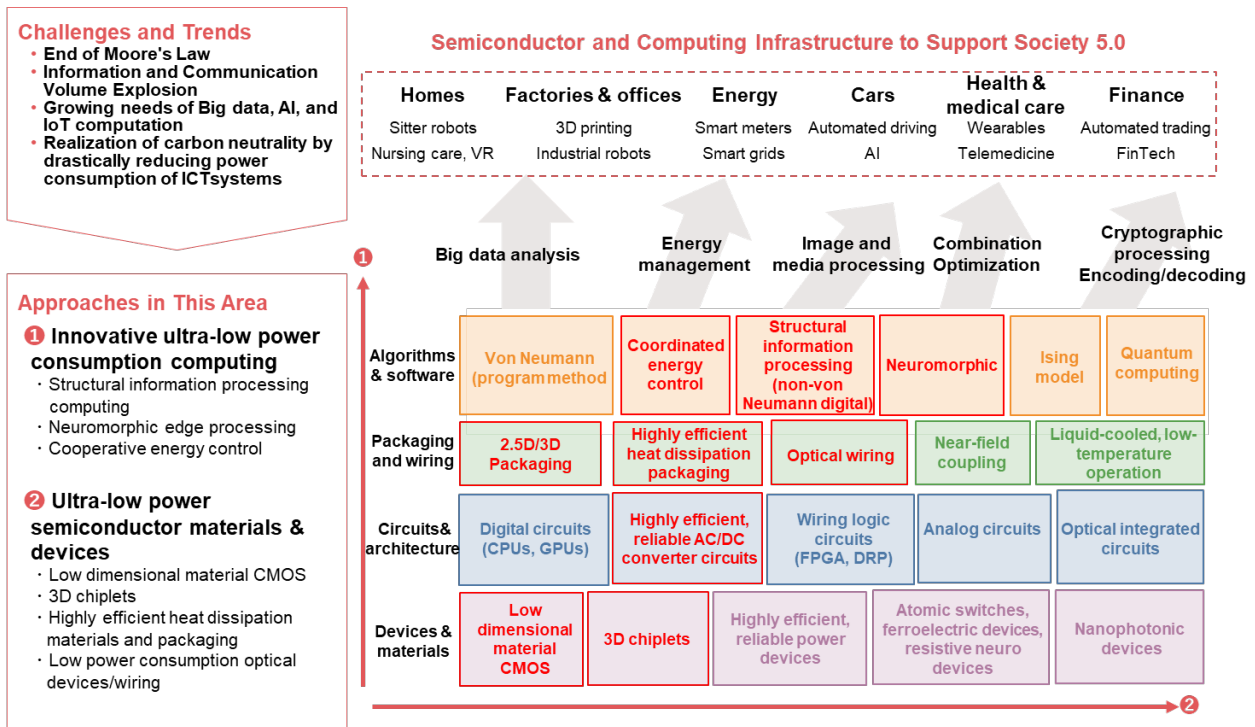 Challenges and Trends
• End of Moore's Law
• Information and Communication
Volume Explosion
• Growing needs of Big data, AI, and
IoT computation
• Realization of carbon neutrality by
drastically reducing power
consumption of ICTsystems
Approaches in This Area
❶ Innovative ultra-low power
consumption computing
・Structural information processing
computing
・Neuromorphic edge processing
・Cooperative energy control
❷ Ultra-low power
semiconductor materials &
devices
・Low dimensional material CMOS
・3D chiplets
・Highly efficient heat dissipation
materials and packaging
・Low power consumption optical
devices/wiring
Semiconductor and Computing Infrastructure to Support Society 5.0
Homes
Sitter robots
Nursing care, VR
Factories & offices
3D printing
Industrial robots
Energy
Smart meters
Smart grids
Cars
Automated driving
AI
Health &
medical care
Wearables
Telemedicine
Finance
Automated trading
FinTech
❶
Big data analysis
Energy
management
Image and
media processing
Combination
Optimization
Cryptographic
processing
Encoding/decoding
Algorithms
& software
Von Neumann
(program method
Coordinated
energy
control
Structural
information
processing
(non-von
Neumann digital)
Neuromorphic
Ising
model
Quantum
computing
Packaging
and wiring
2.5D/3D
Packaging
Highly efficient
heat dissipation
packaging
Optical wiring
Near-field
coupling
Liquid-cooled, low-
temperature
operation
Circuits&
architecture
Digital circuits
(CPUs, GPUs)
Highly efficient,
reliable AC/DC
converter circuits
Wiring logic
circuits
(FPGA, DRP)
Analog circuits
Optical integrated
circuits
Devices &
materials
Low
dimensional
material
CMOS
3D chiplets
Highly efficient,
reliable power
devices
Atomic switches,
ferroelectric devices,
resistive neuro
devices
Nanophotonic
devices
❷